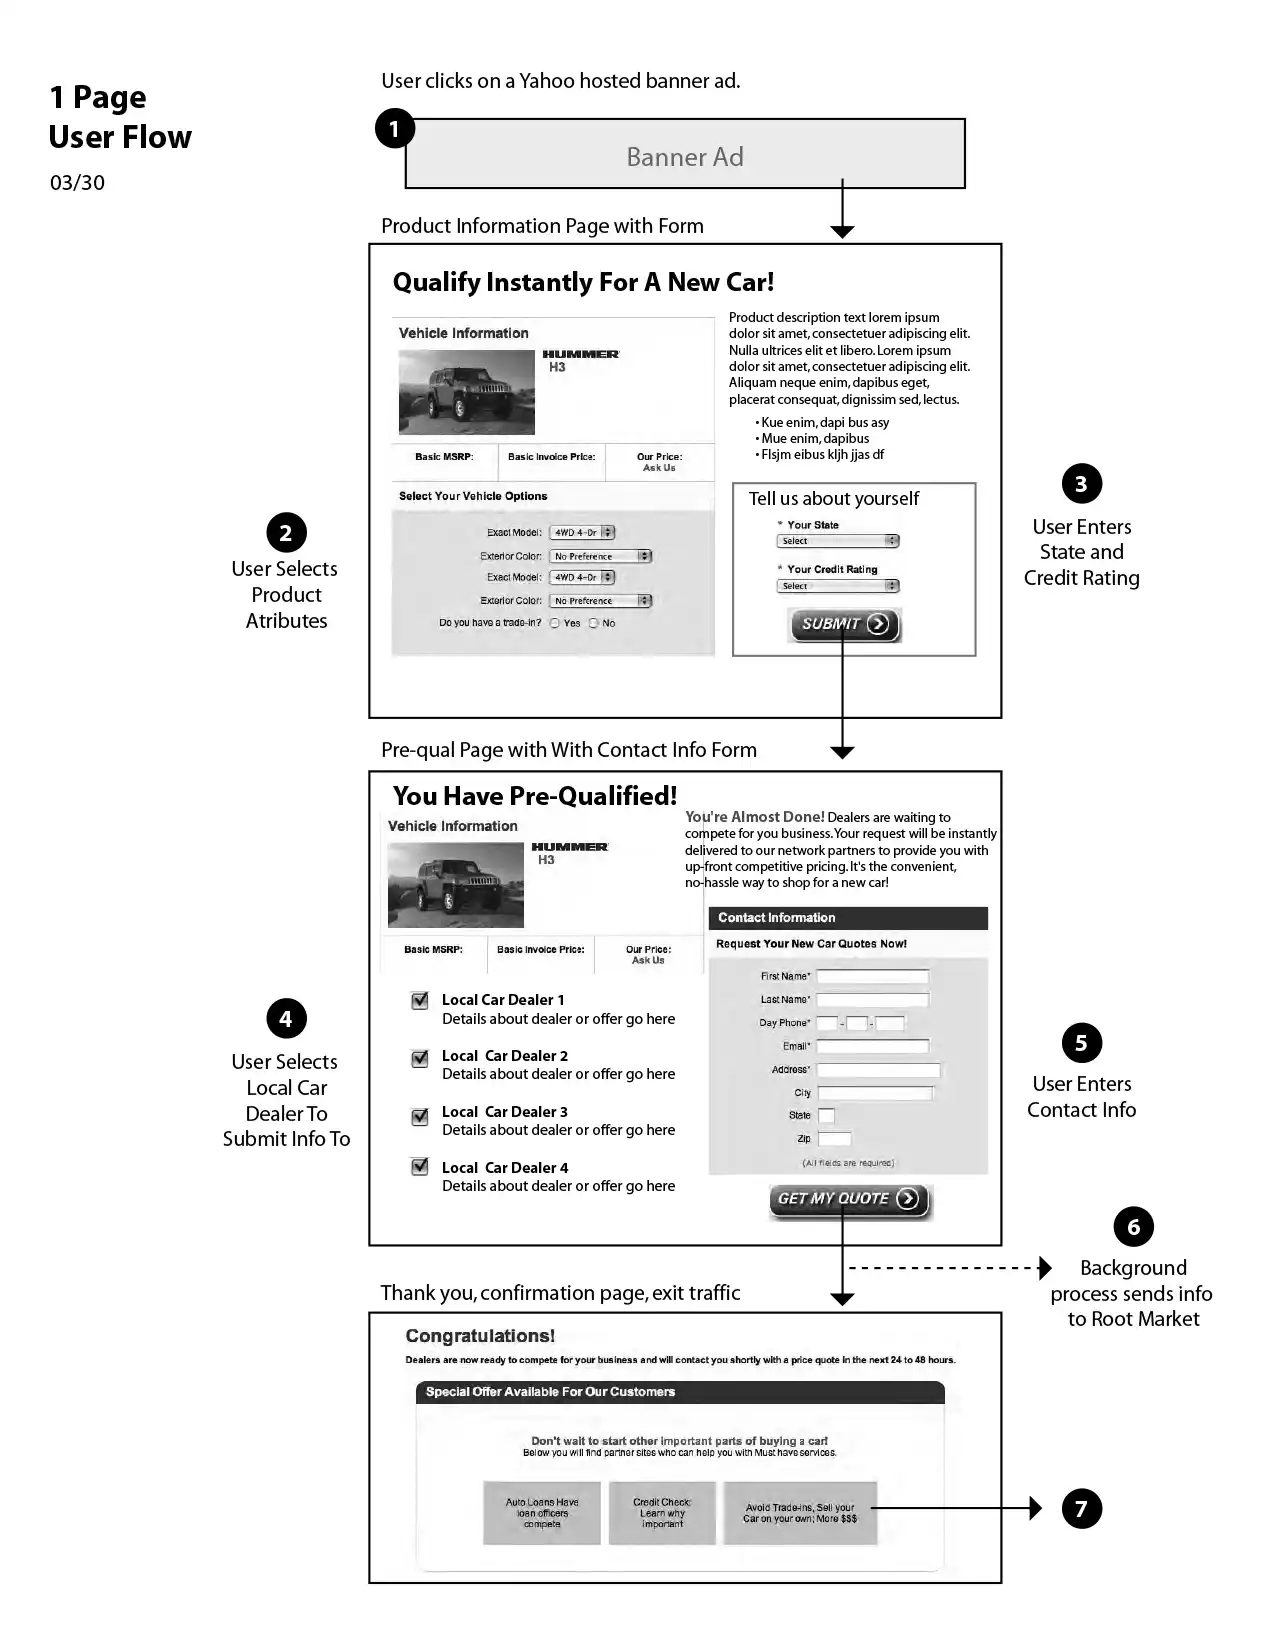 1 Page
User Flow
03/30
User clicks on a Yahoo hosted banner ad.
1
Banner Ad
Product Information Page with Form
Qualify Instantly For A New Car!
Vehicle Information
HUMMER
H3
Basic MSRP:
Basic Invoice Price:
Our Price:
Ask Us
Product description text lorem ipsum
dolor sit amet, consectetuer adipiscing elit.
Nulla ultrices elit et libero. Lorem ipsum
dolor sit amet, consectetuer adipiscing elit.
Aliquam neque enim, dapibus eget,
placerat consequat, dignissim sed, lectus.
• Kue enim, dapi bus asy
• Mue enim, dapibus
• Flsjm eibus kljh jjas df
2
User Selects
Product
Atributes
Select Your Vehicle Options
Exact Model: 4WD 4-Dr
Exterior Color: No Preference
Exact Model: 4WD 4-Dr
Exterior Color: No Preference
Do you have a trade-in? Yes No
Tell us about yourself
* Your State
Select
* Your Credit Rating
Select
SUBMIT
3
User Enters
State and
Credit Rating
Pre-qual Page with With Contact Info Form
You Have Pre-Qualified!
Vehicle Information
HUMMER
H3
Basic MSRP:
Basic Invoice Price:
Our Price:
Ask Us
You're Almost Done! Dealers are waiting to
compete for you business. Your request will be instantly
delivered to our network partners to provide you with
up-front competitive pricing. It's the convenient,
no-hassle way to shop for a new car!
4
User Selects
Local Car
Dealer To
Submit Info To
Local Car Dealer 1
Details about dealer or offer go here
Local Car Dealer 2
Details about dealer or offer go here
Local Car Dealer 3
Details about dealer or offer go here
Local Car Dealer 4
Details about dealer or offer go here
Contact Information
Request Your New Car Quotes Now!
First Name*
Last Name*
Day Phone* - -
Email*
Address*
City
State
Zip
(All fields are required)
GET MY QUOTE
5
User Enters
Contact Info
6
Background
process sends info
to Root Market
Thank you, confirmation page, exit traffic
Congratulations!
Dealers are now ready to compete for your business and will contact you shortly with a price quote in the next 24 to 48 hours.
Special Offer Available For Our Customers
Don't wait to start other important parts of buying a car!
Below you will find partner sites who can help you with Must have services.
Auto Loans Have
loan officers
compete
Credit Check:
Learn why
important
Avoid Trade-ins, Sell your
Car on your own; More $$$
7